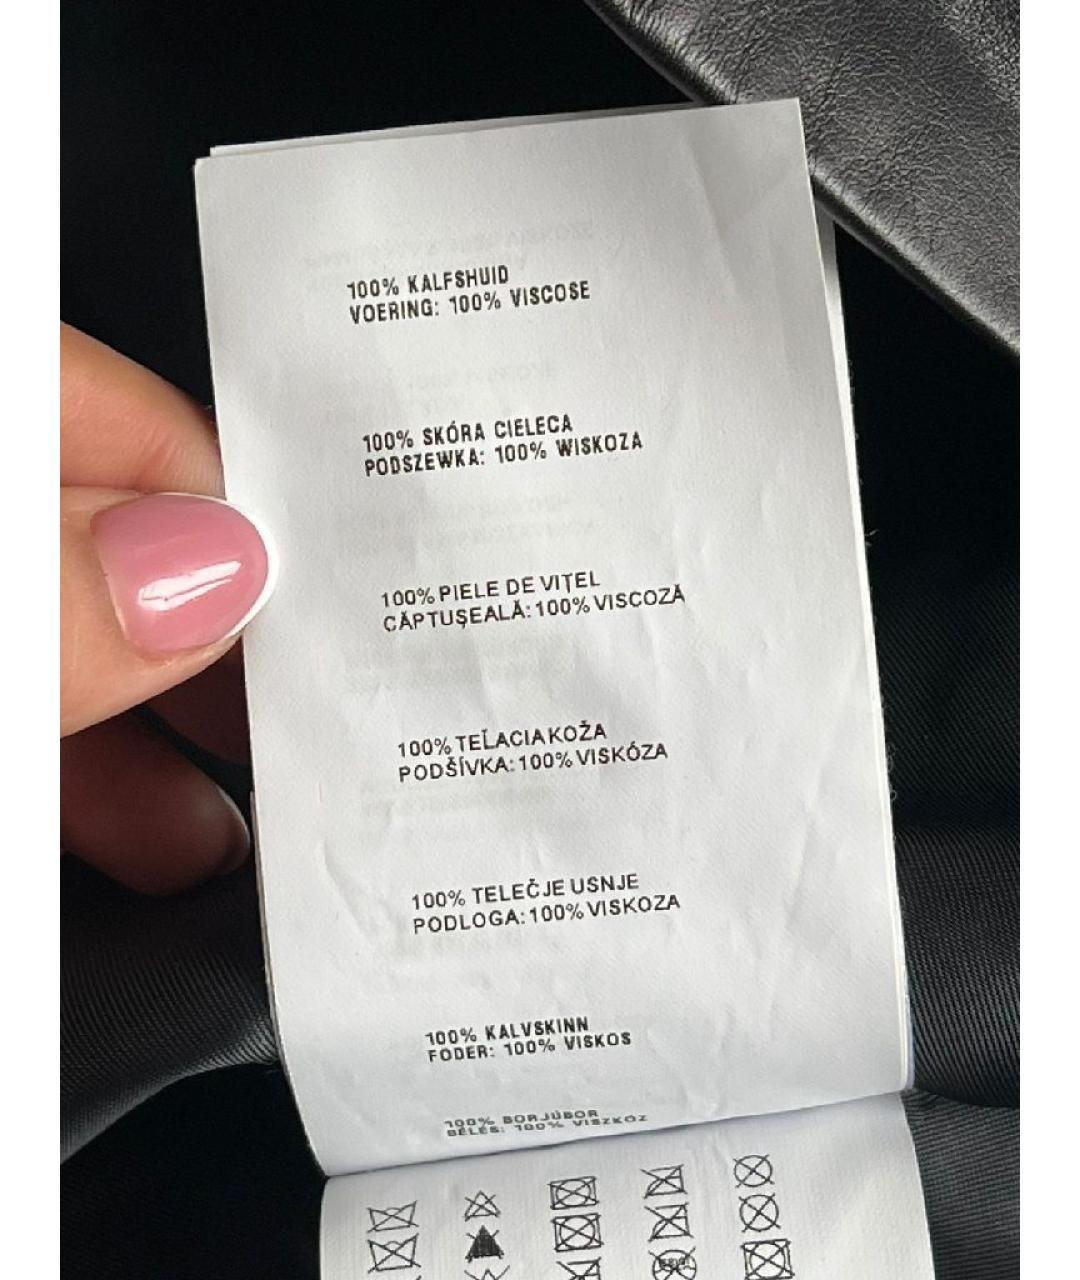 100% KALFSHUID
VOERING: 100% VISCOSE
100% SKÓRA CIELECA
PODSZEWKA: 100% WISKOZA
100% PIELE DE VIȚEL
CĂPTUȘEALĂ: 100% VISCOZĂ
100% TEĽACIA KOŽA
PODŠÍVKA: 100% VISKÓZA
100% TELEČJE USNJE
PODLOGA: 100% VISKOZA
100% KALVSKINN
FODER: 100% VISKOS
100% BORJÚBOR
BÉLÉS: 100% VISZKÓZ